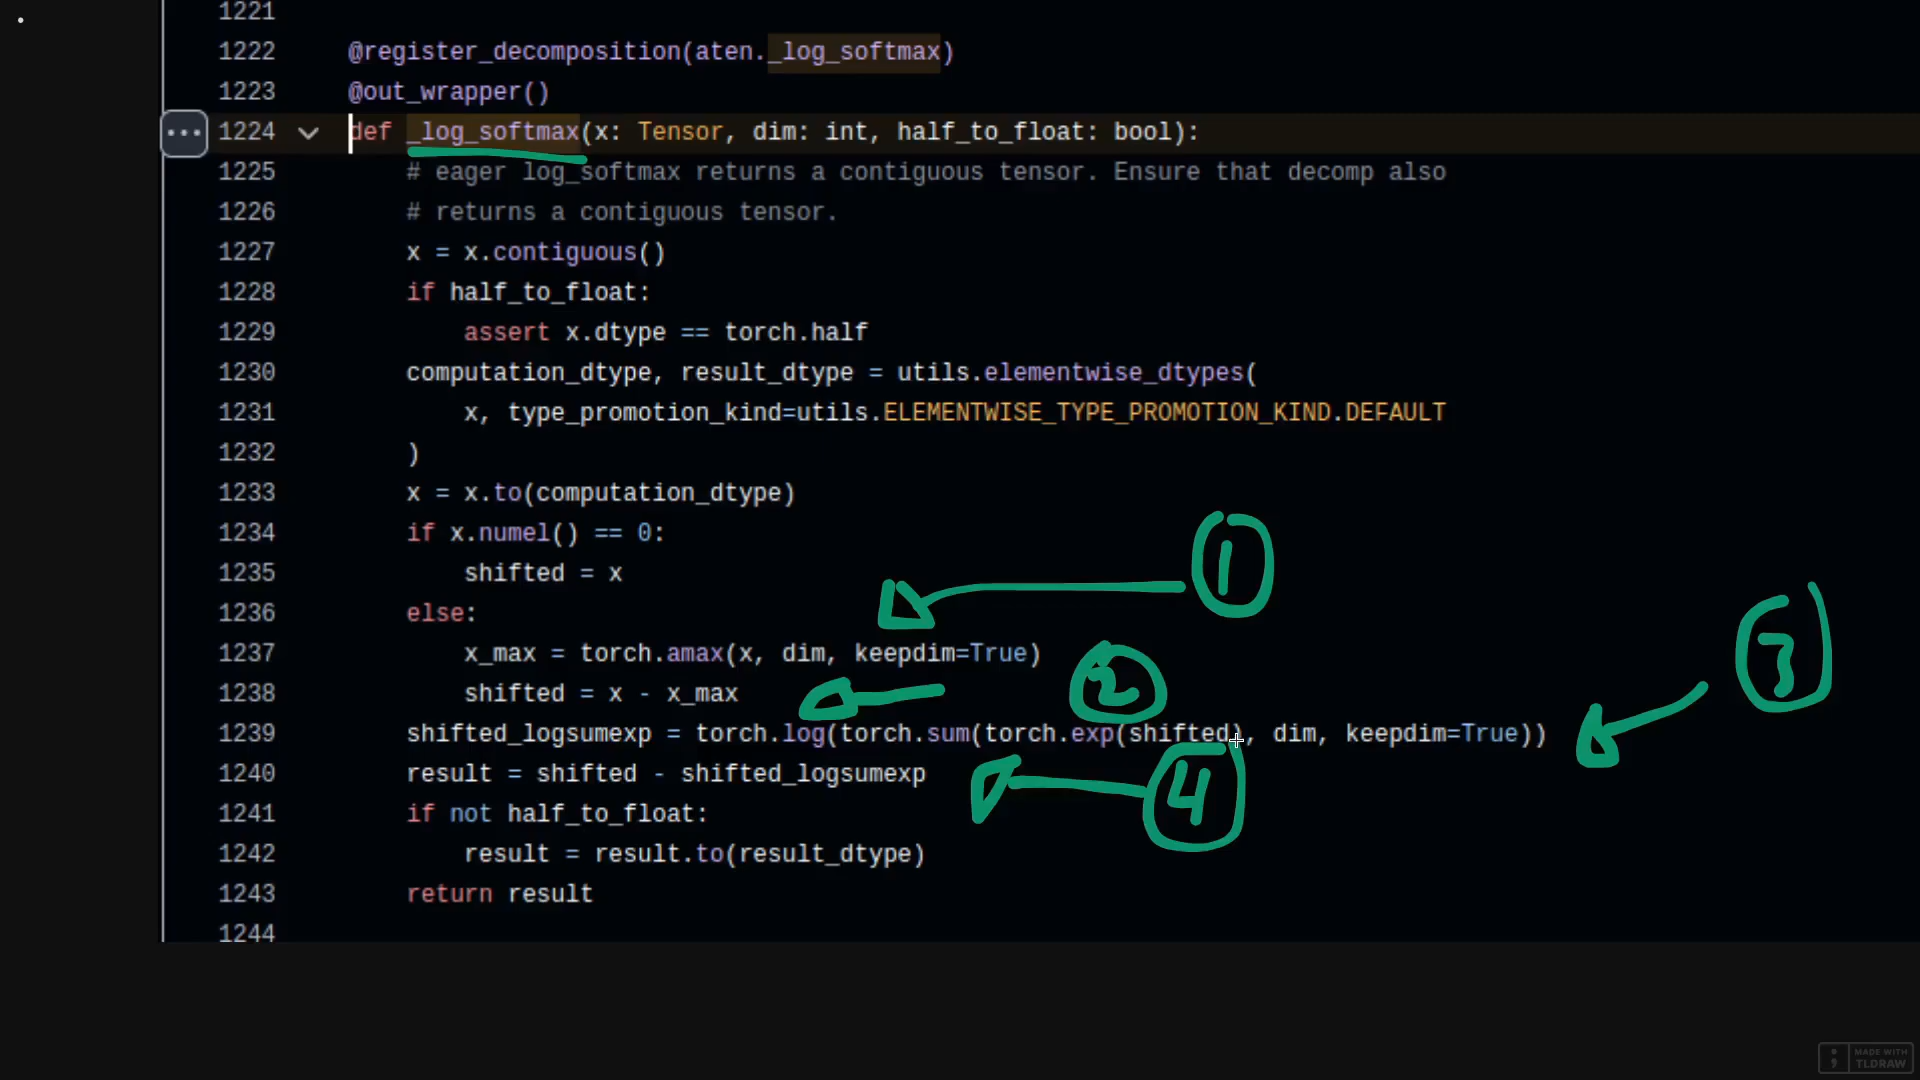 1221
1222 @register_decomposition(aten._log_softmax)
1223 @out_wrapper()
1224 def _log_softmax(x: Tensor, dim: int, half_to_float: bool):
1225 # eager log_softmax returns a contiguous tensor. Ensure that decomp also
1226 # returns a contiguous tensor.
1227 x = x.contiguous()
1228 if half_to_float:
1229 assert x.dtype == torch.half
1230 computation_dtype, result_dtype = utils.elementwise_dtypes(
1231 x, type_promotion_kind=utils.ELEMENTWISE_TYPE_PROMOTION_KIND.DEFAULT
1232 )
1233 x = x.to(computation_dtype)
1234 if x.numel() == 0:
1235 shifted = x
1
1236 else:
3
1237 x_max = torch.amax(x, dim, keepdim=True)
2
1238 shifted = x - x_max
1239 shifted_logsumexp = torch.log(torch.sum(torch.exp(shifted), dim, keepdim=True))
1240 result = shifted - shifted_logsumexp
4
1241 if not half_to_float:
1242 result = result.to(result_dtype)
1243 return result
1244
MADE WITH
TLDRAW